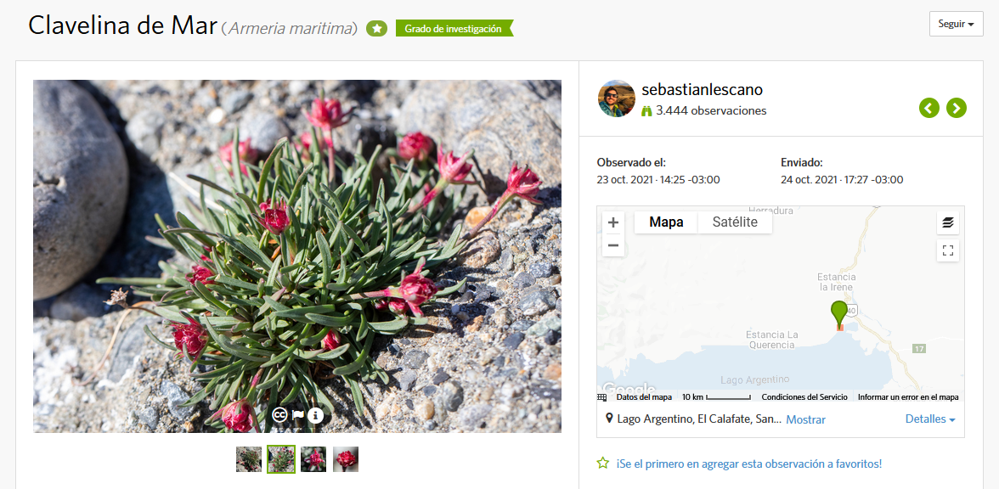 Clavelina de Mar (Armeria maritima) Grado de investigación
Seguir
sebastianlescano
3.444 observaciones
Observado el:
23 oct. 2021 · 14:25 -03:00
Enviado:
24 oct. 2021 · 17:27 -03:00
Mapa
Satélite
Herradura
Estancia
la Irene
40
Estancia La
Querencia
17
Lago Argentino
Google
Datos del mapa
10 km
Condiciones del Servicio
Informar un error en el mapa
Lago Argentino, El Calafate, San... Mostrar
Detalles
cc
i
¡Se el primero en agregar esta observación a favoritos!